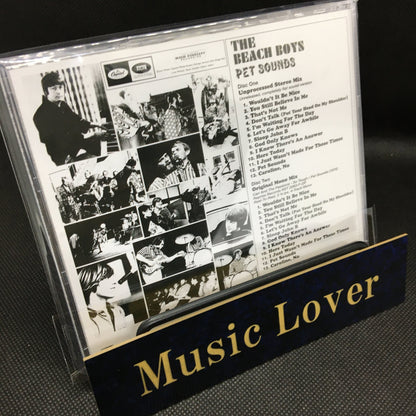 Capitol
THE
BEACH BOYS
PET SOUNDS
Disc One
Unprocessed Stereo Mix
1. Wouldn't It Be Nice
2. You Still Believe In Me
3. That's Not Me
4. Don't Talk (Put Your Head On My Shoulder)
5. I'm Waiting For The Day
6. Let's Go Away For Awhile
7. Sloop John B
8. God Only Knows
9. I Know There's An Answer
10. Here Today
11. I Just Wasn't Made For These Times
12. Pet Sounds
13. Caroline, No
Disc Two
Original Mono Mix
1. Wouldn't It Be Nice
2. You Still Believe In Me
3. That's Not Me
4. Don't Talk (Put Your Head On My Shoulder)
5. I'm Waiting For The Day
6. Let's Go Away For Awhile
7. Sloop John B
8. God Only Knows
9. I Know There's An Answer
10. Here Today
11. I Just Wasn't Made For These Times
12. Pet Sounds
13. Caroline, No
Music Lover